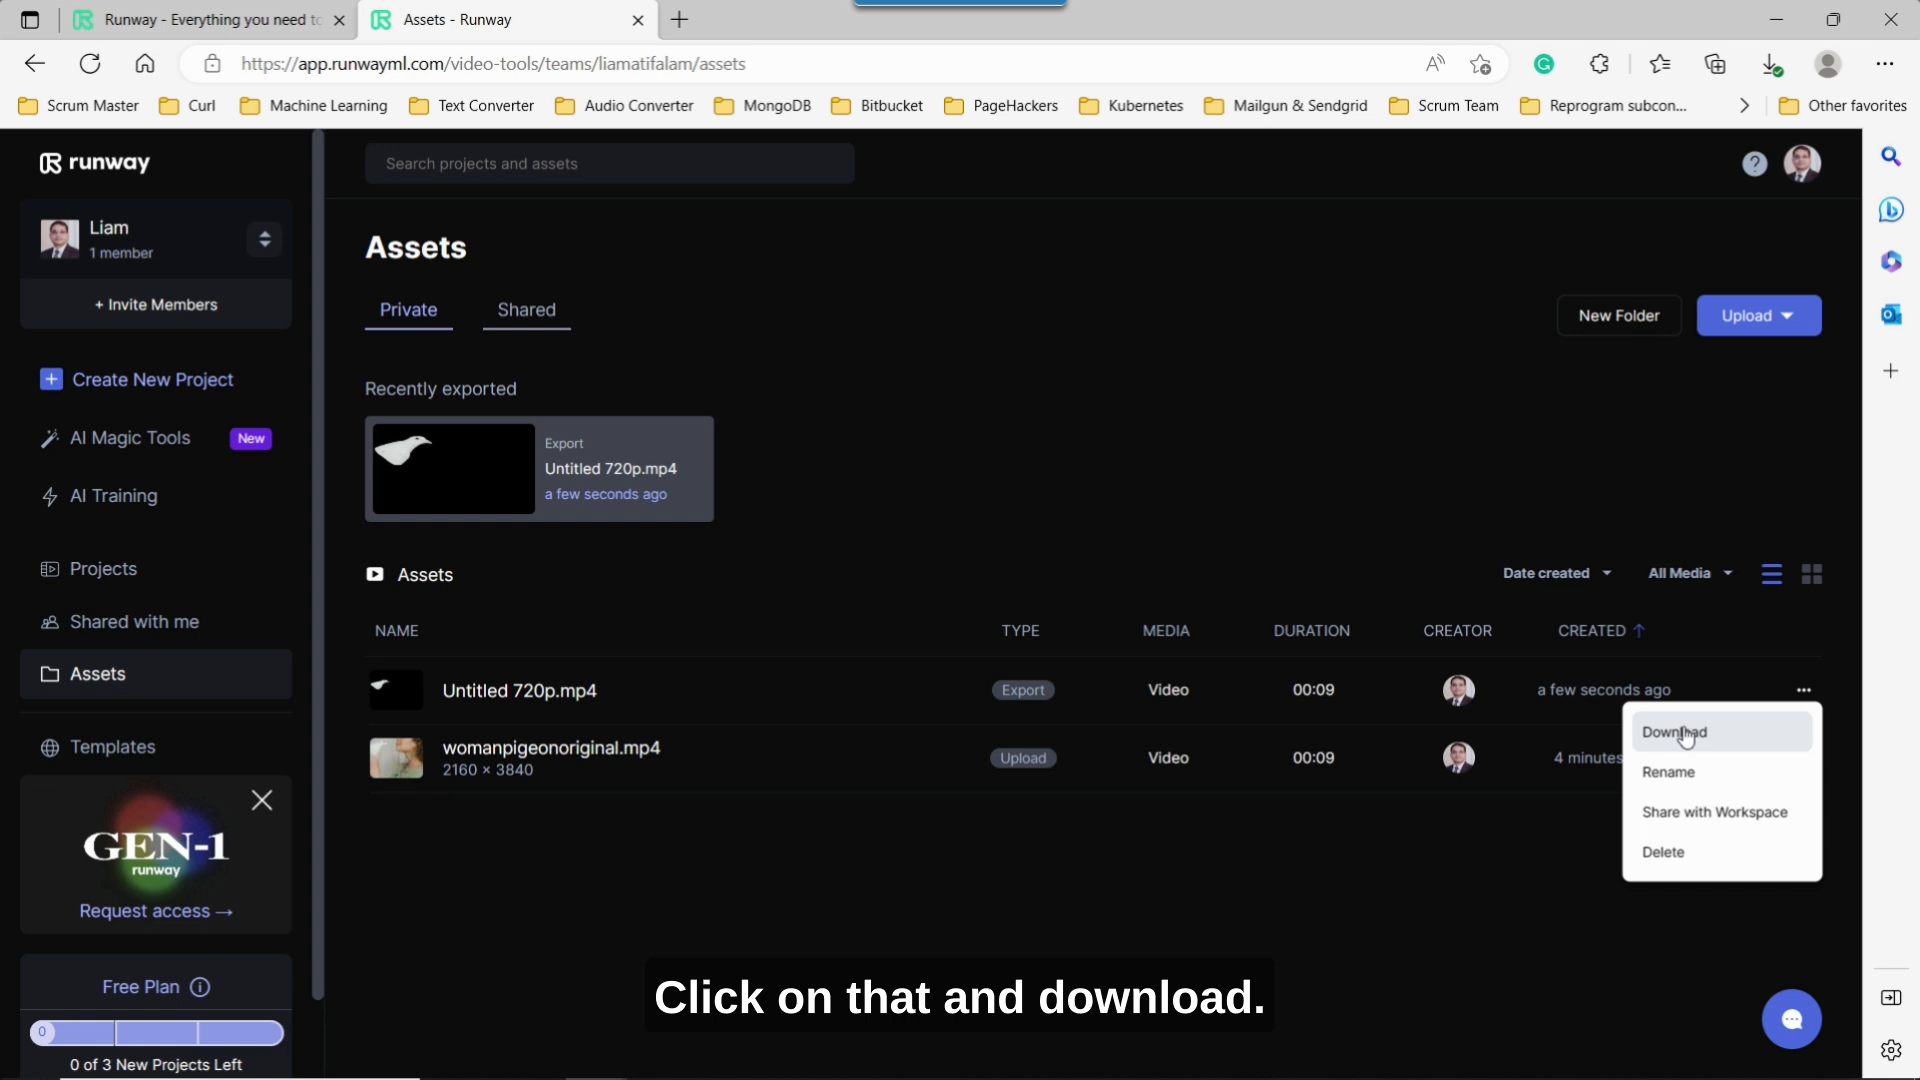 Runway - Everything you need to
Assets - Runway
https://app.runwayml.com/video-tools/teams/liamatifalam/assets
Scrum Master
Curl
Machine Learning
Text Converter
Audio Converter
MongoDB
Bitbucket
PageHackers
Kubernetes
Mailgun & Sendgrid
Scrum Team
Reprogram subcon...
Other favorites
runway
Search projects and assets
?
Liam
1 member
+ Invite Members
Create New Project
AI Magic Tools
New
AI Training
Projects
Shared with me
Assets
Templates
GEN-1
runway
Request access →
Free Plan
0
0 of 3 New Projects Left
Assets
Private
Shared
New Folder
Upload
Recently exported
Export
Untitled 720p.mp4
a few seconds ago
Assets
Date created
All Media
NAME
TYPE
MEDIA
DURATION
CREATOR
CREATED ↑
Untitled 720p.mp4
Export
Video
00:09
a few seconds ago
womanpigeonoriginal.mp4
2160 × 3840
Upload
Video
00:09
4 minutes
Download
Rename
Share with Workspace
Delete
Click on that and download.